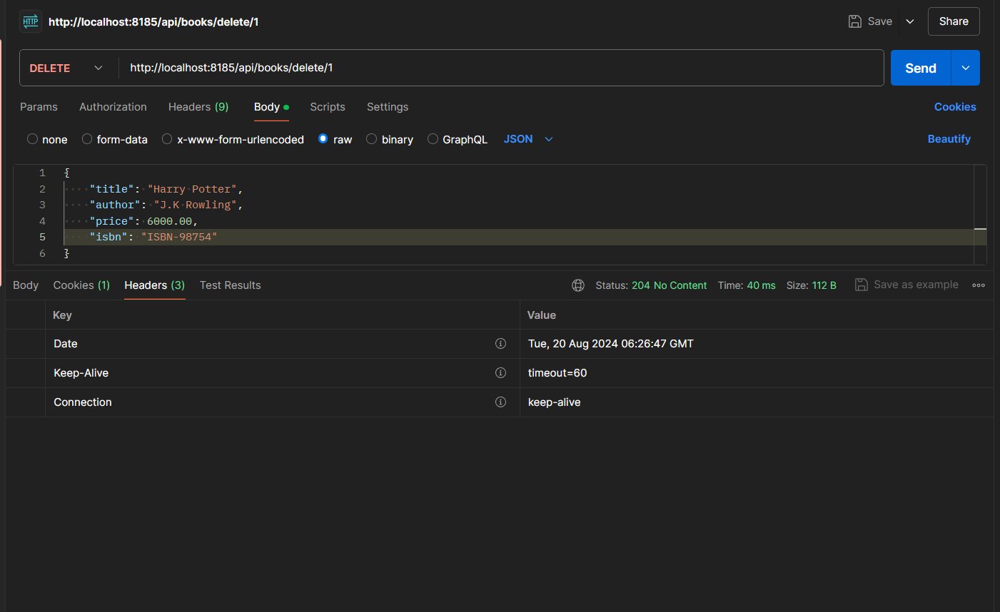 HTTP http://localhost:8185/api/books/delete/1 Save Share
DELETE http://localhost:8185/api/books/delete/1 Send
Params Authorization Headers (9) Body Scripts Settings Cookies
none form-data x-www-form-urlencoded raw binary GraphQL JSON Beautify
1 {
2 "title": "Harry Potter",
3 "author": "J.K Rowling",
4 "price": 6000.00,
5 "isbn": "ISBN-98754"
6 }
Body Cookies (1) Headers (3) Test Results Status: 204 No Content Time: 40 ms Size: 112 B Save as example
Key Value
Date Tue, 20 Aug 2024 06:26:47 GMT
Keep-Alive timeout=60
Connection keep-alive